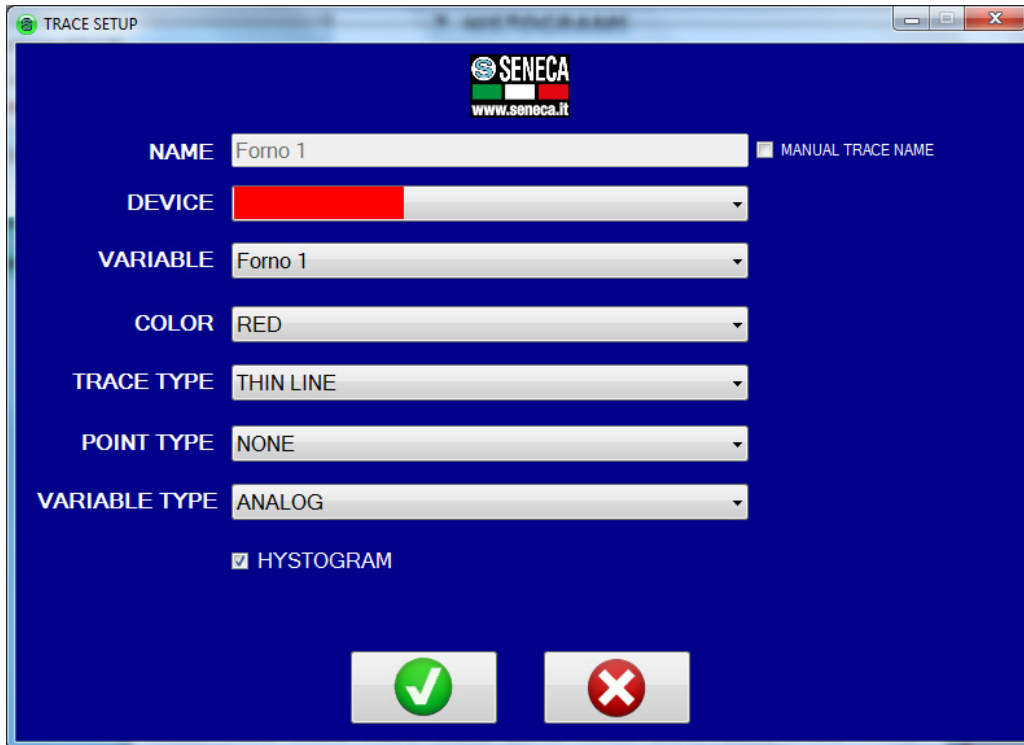 TRACE SETUP
SENECA
www.seneca.it
NAME Forno 1 MANUAL TRACE NAME
DEVICE
VARIABLE Forno 1
COLOR RED
TRACE TYPE THIN LINE
POINT TYPE NONE
VARIABLE TYPE ANALOG
HYSTOGRAM